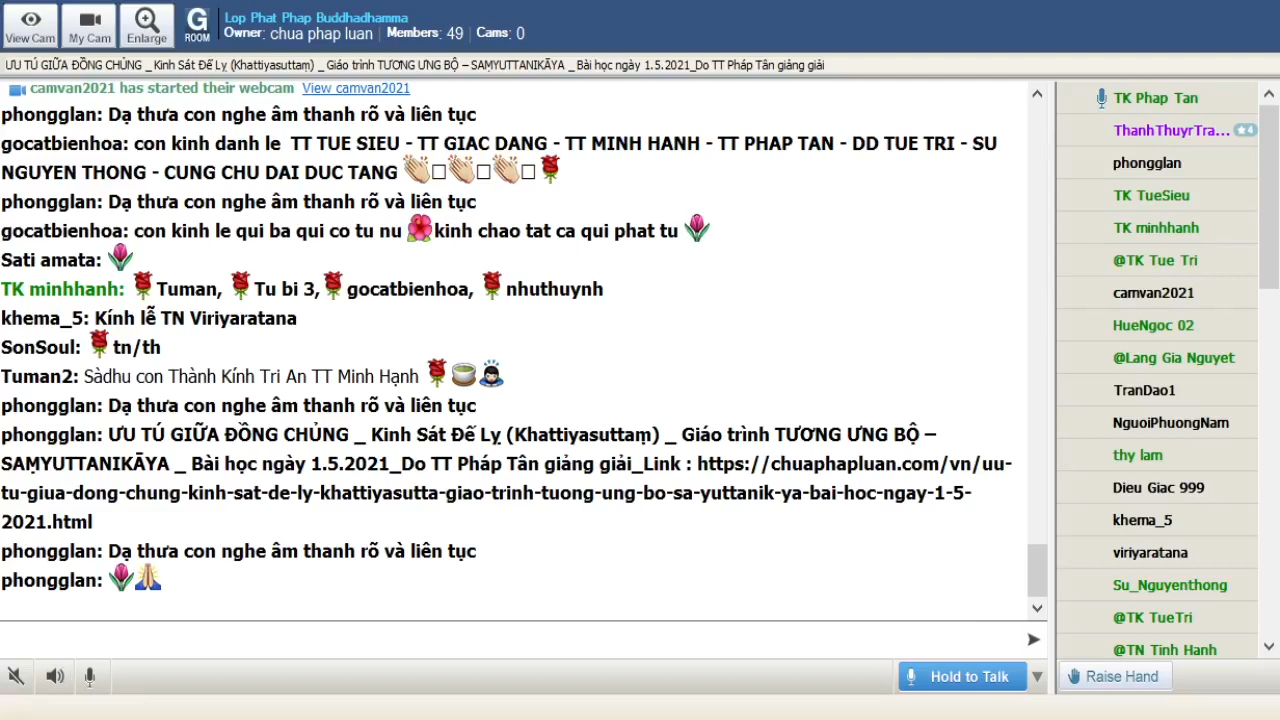 View Cam
My Cam
Enlarge
G
ROOM
Lop Phat Phap Buddhadhamma
Owner: chua phap luan | Members: 49 | Cams: 0
ƯU TÚ GIỮA ĐỒNG CHỦNG _ Kinh Sát Đế Lỵ (Khattiyasuttaṃ) _ Giáo trình TƯƠNG ƯNG BỘ – SAṂYUTTANIKĀYA _ Bài học ngày 1.5.2021_Do TT Pháp Tân giảng giải
camvan2021 has started their webcam View camvan2021
phongglan: Dạ thưa con nghe âm thanh rõ và liên tục
gocatbienhoa: con kinh danh le TT TUE SIEU - TT GIAC DANG - TT MINH HANH - TT PHAP TAN - DD TUE TRI - SU
NGUYEN THONG - CUNG CHU DAI DUC TANG 👏□👏□👏□🌹
phongglan: Dạ thưa con nghe âm thanh rõ và liên tục
gocatbienhoa: con kinh le qui ba qui co tu nu 🌺kinh chao tat ca qui phat tu 🌷
Sati amata: 🌷
TK minhhanh: 🌹Tuman, 🌹Tu bi 3,🌹gocatbienhoa, 🌹nhuthuynh
khema_5: Kính lễ TN Viriyaratana
SonSoul: 🌹tn/th
Tuman2: Sàdhu con Thành Kính Tri An TT Minh Hạnh 🌹🍵🙇
phongglan: Dạ thưa con nghe âm thanh rõ và liên tục
phongglan: ƯU TÚ GIỮA ĐỒNG CHỦNG _ Kinh Sát Đế Lỵ (Khattiyasuttaṃ) _ Giáo trình TƯƠNG ƯNG BỘ –
SAṂYUTTANIKĀYA _ Bài học ngày 1.5.2021_Do TT Pháp Tân giảng giải_Link : https://chuaphapluan.com/vn/uu-
tu-giua-dong-chung-kinh-sat-de-ly-khattiyasutta-giao-trinh-tuong-ung-bo-sa-yuttanik-ya-bai-hoc-ngay-1-5-
2021.html
phongglan: Dạ thưa con nghe âm thanh rõ và liên tục
phongglan: 🌷🙏
Hold to Talk
TK Phap Tan
ThanhThuyrTra... ★4
phongglan
TK TueSieu
TK minhhanh
@TK Tue Tri
camvan2021
HueNgoc 02
@Lang Gia Nguyet
TranDao1
NguoiPhuongNam
thy lam
Dieu Giac 999
khema_5
viriyaratana
Su_Nguyenthong
@TK TueTri
@TN Tinh Hanh
Raise Hand